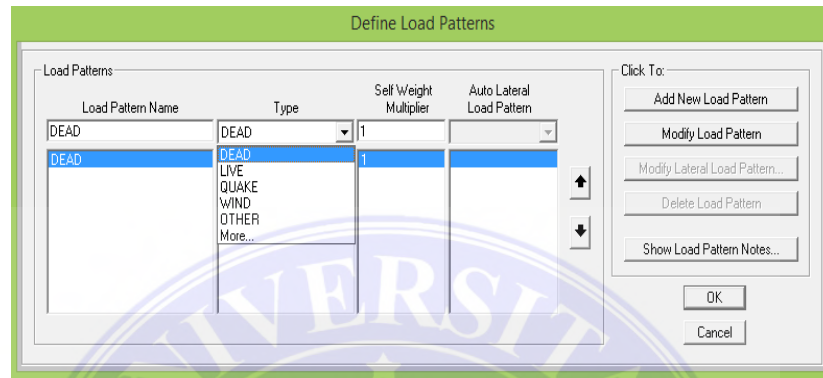 Define Load Patterns
Load Patterns
Click To:
Load Pattern Name
Type
Self Weight
Multiplier
Auto Lateral
Load Pattern
DEAD
DEAD
1
DEAD
DEAD
1
LIVE
QUAKE
WIND
OTHER
More...
Add New Load Pattern
Modify Load Pattern
Modify Lateral Load Pattern...
Delete Load Pattern
Show Load Pattern Notes...
OK
Cancel
UNIVERSIT